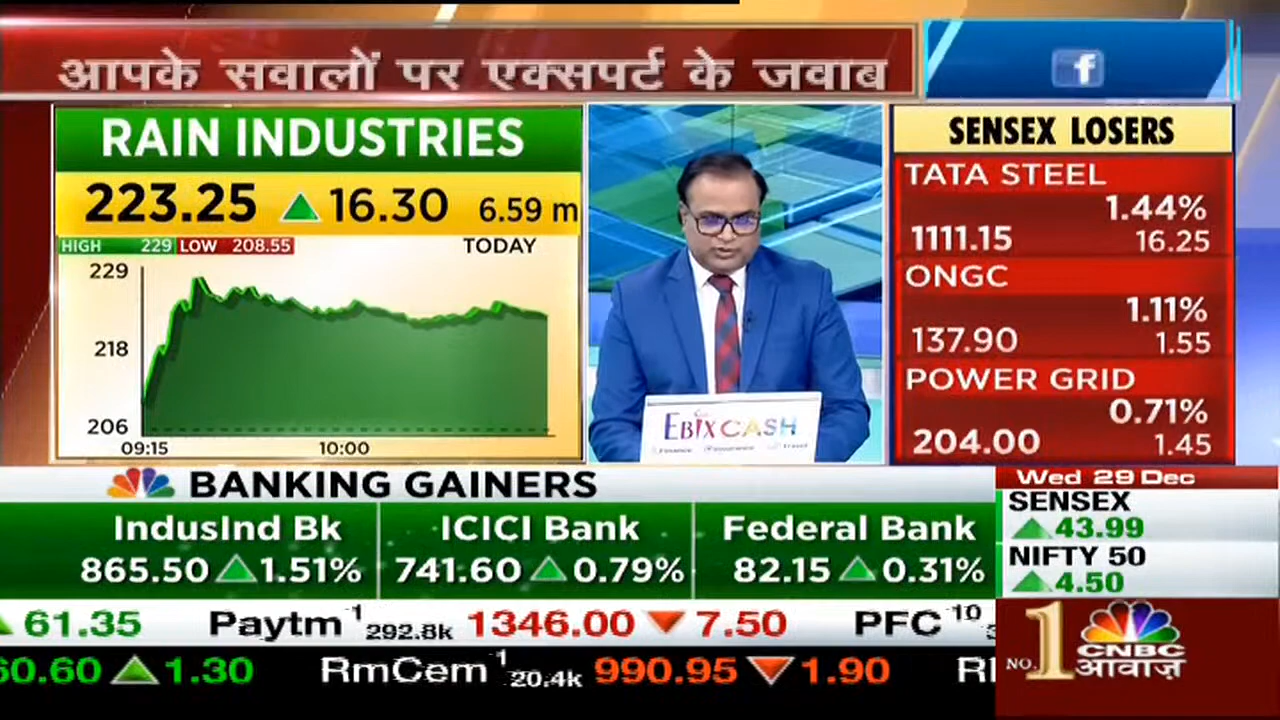 आपके सवालों पर एक्सपर्ट के जवाब
f
RAIN INDUSTRIES
223.25 ▲ 16.30 6.59 m
HIGH 229 LOW 208.55 TODAY
229
218
206
09:15 10:00
EBIXCASH
SENSEX LOSERS
TATA STEEL
1.44%
1111.15 16.25
ONGC
1.11%
137.90 1.55
POWER GRID
0.71%
204.00 1.45
BANKING GAINERS
IndusInd Bk ICICI Bank Federal Bank
865.50 ▲ 1.51% 741.60 ▲ 0.79% 82.15 ▲ 0.31%
Wed 29 Dec
SENSEX
▲ 43.99
NIFTY 50
▲ 4.50
▲ 61.35 Paytm 1 292.8k 1346.00 ▼ 7.50 PFC 10
60.60 ▲ 1.30 RmCem 1 20.4k 990.95 ▼ 1.90
NO.1 CNBC
आवाज़